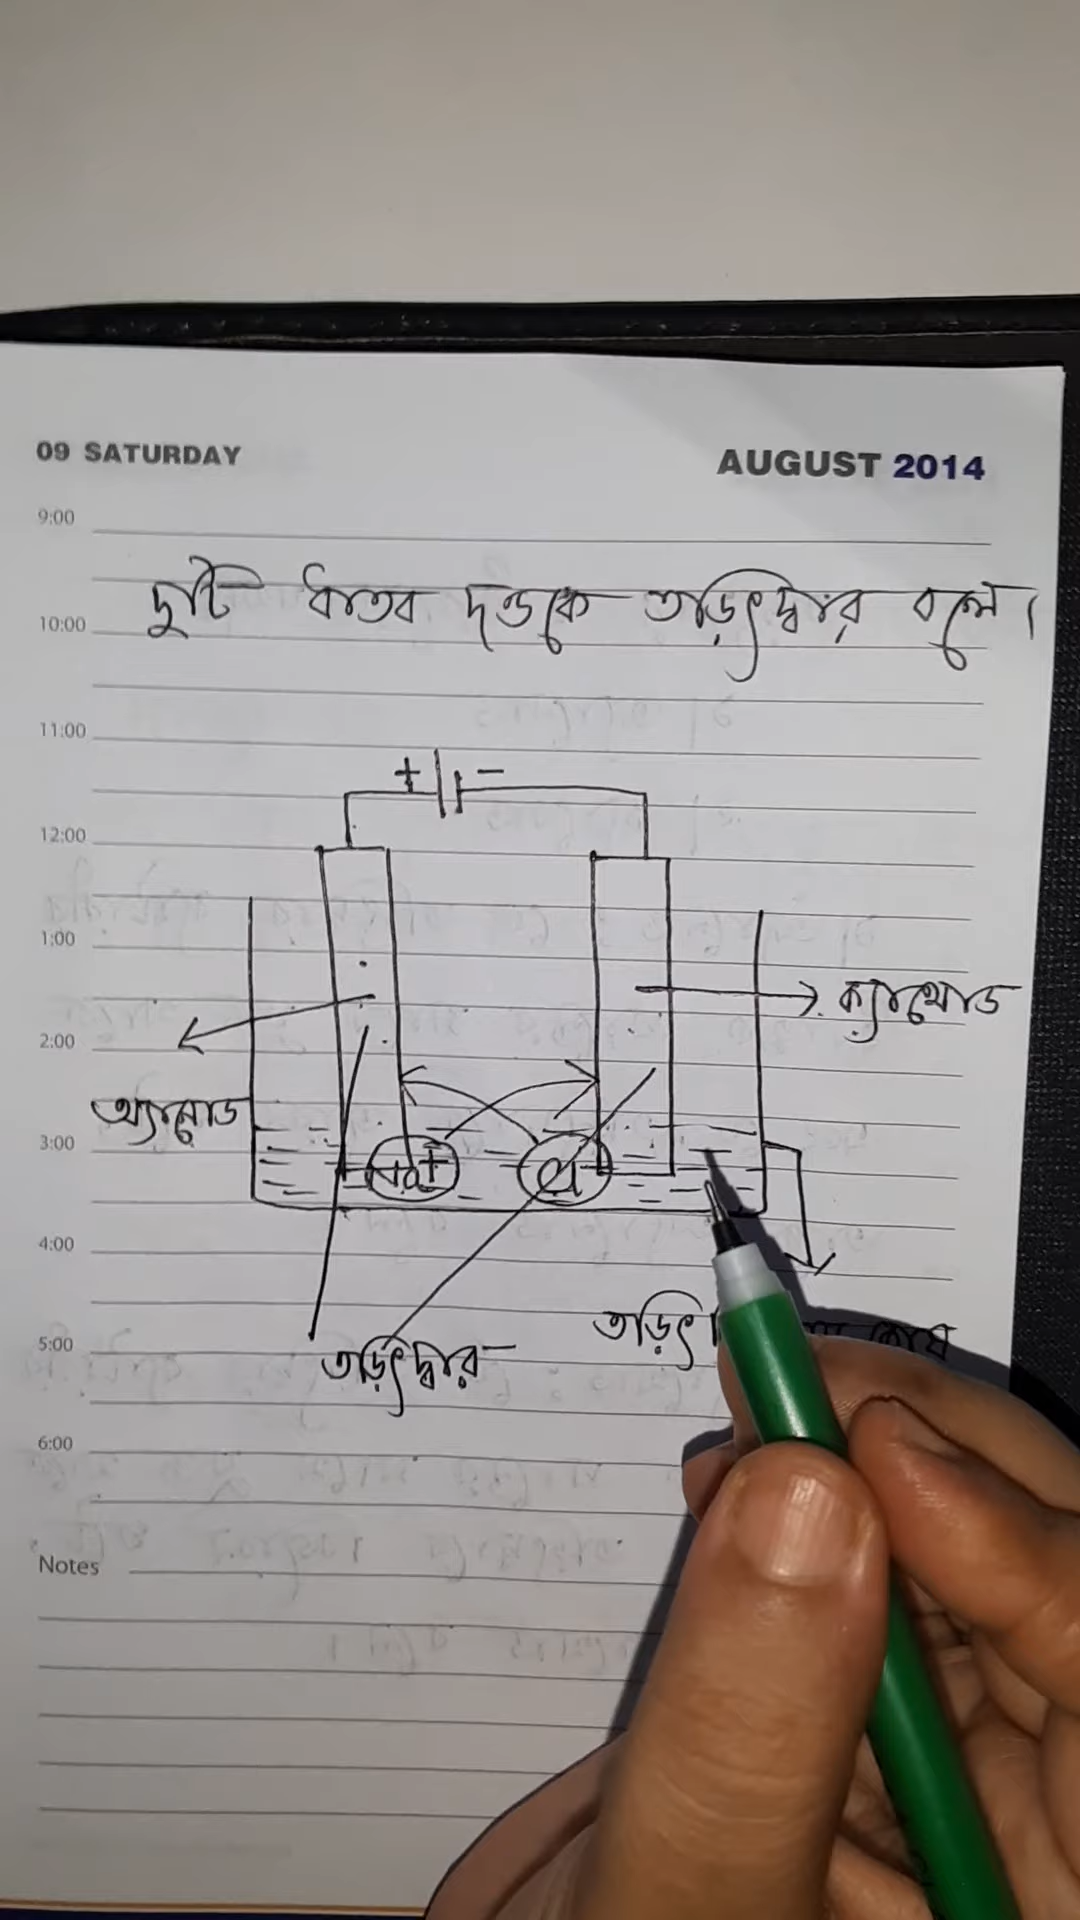 09 SATURDAY
AUGUST 2014
9:00
দুটি ধাতব দন্ডকে তড়িৎদ্বার বলে।
10:00
11:00
+ -
12:00
1:00
ক্যাথোড
2:00
অ্যানোড
3:00
Na+ Cl
4:00
তড়িৎ
5:00
তড়িৎদ্বার
6:00
Notes